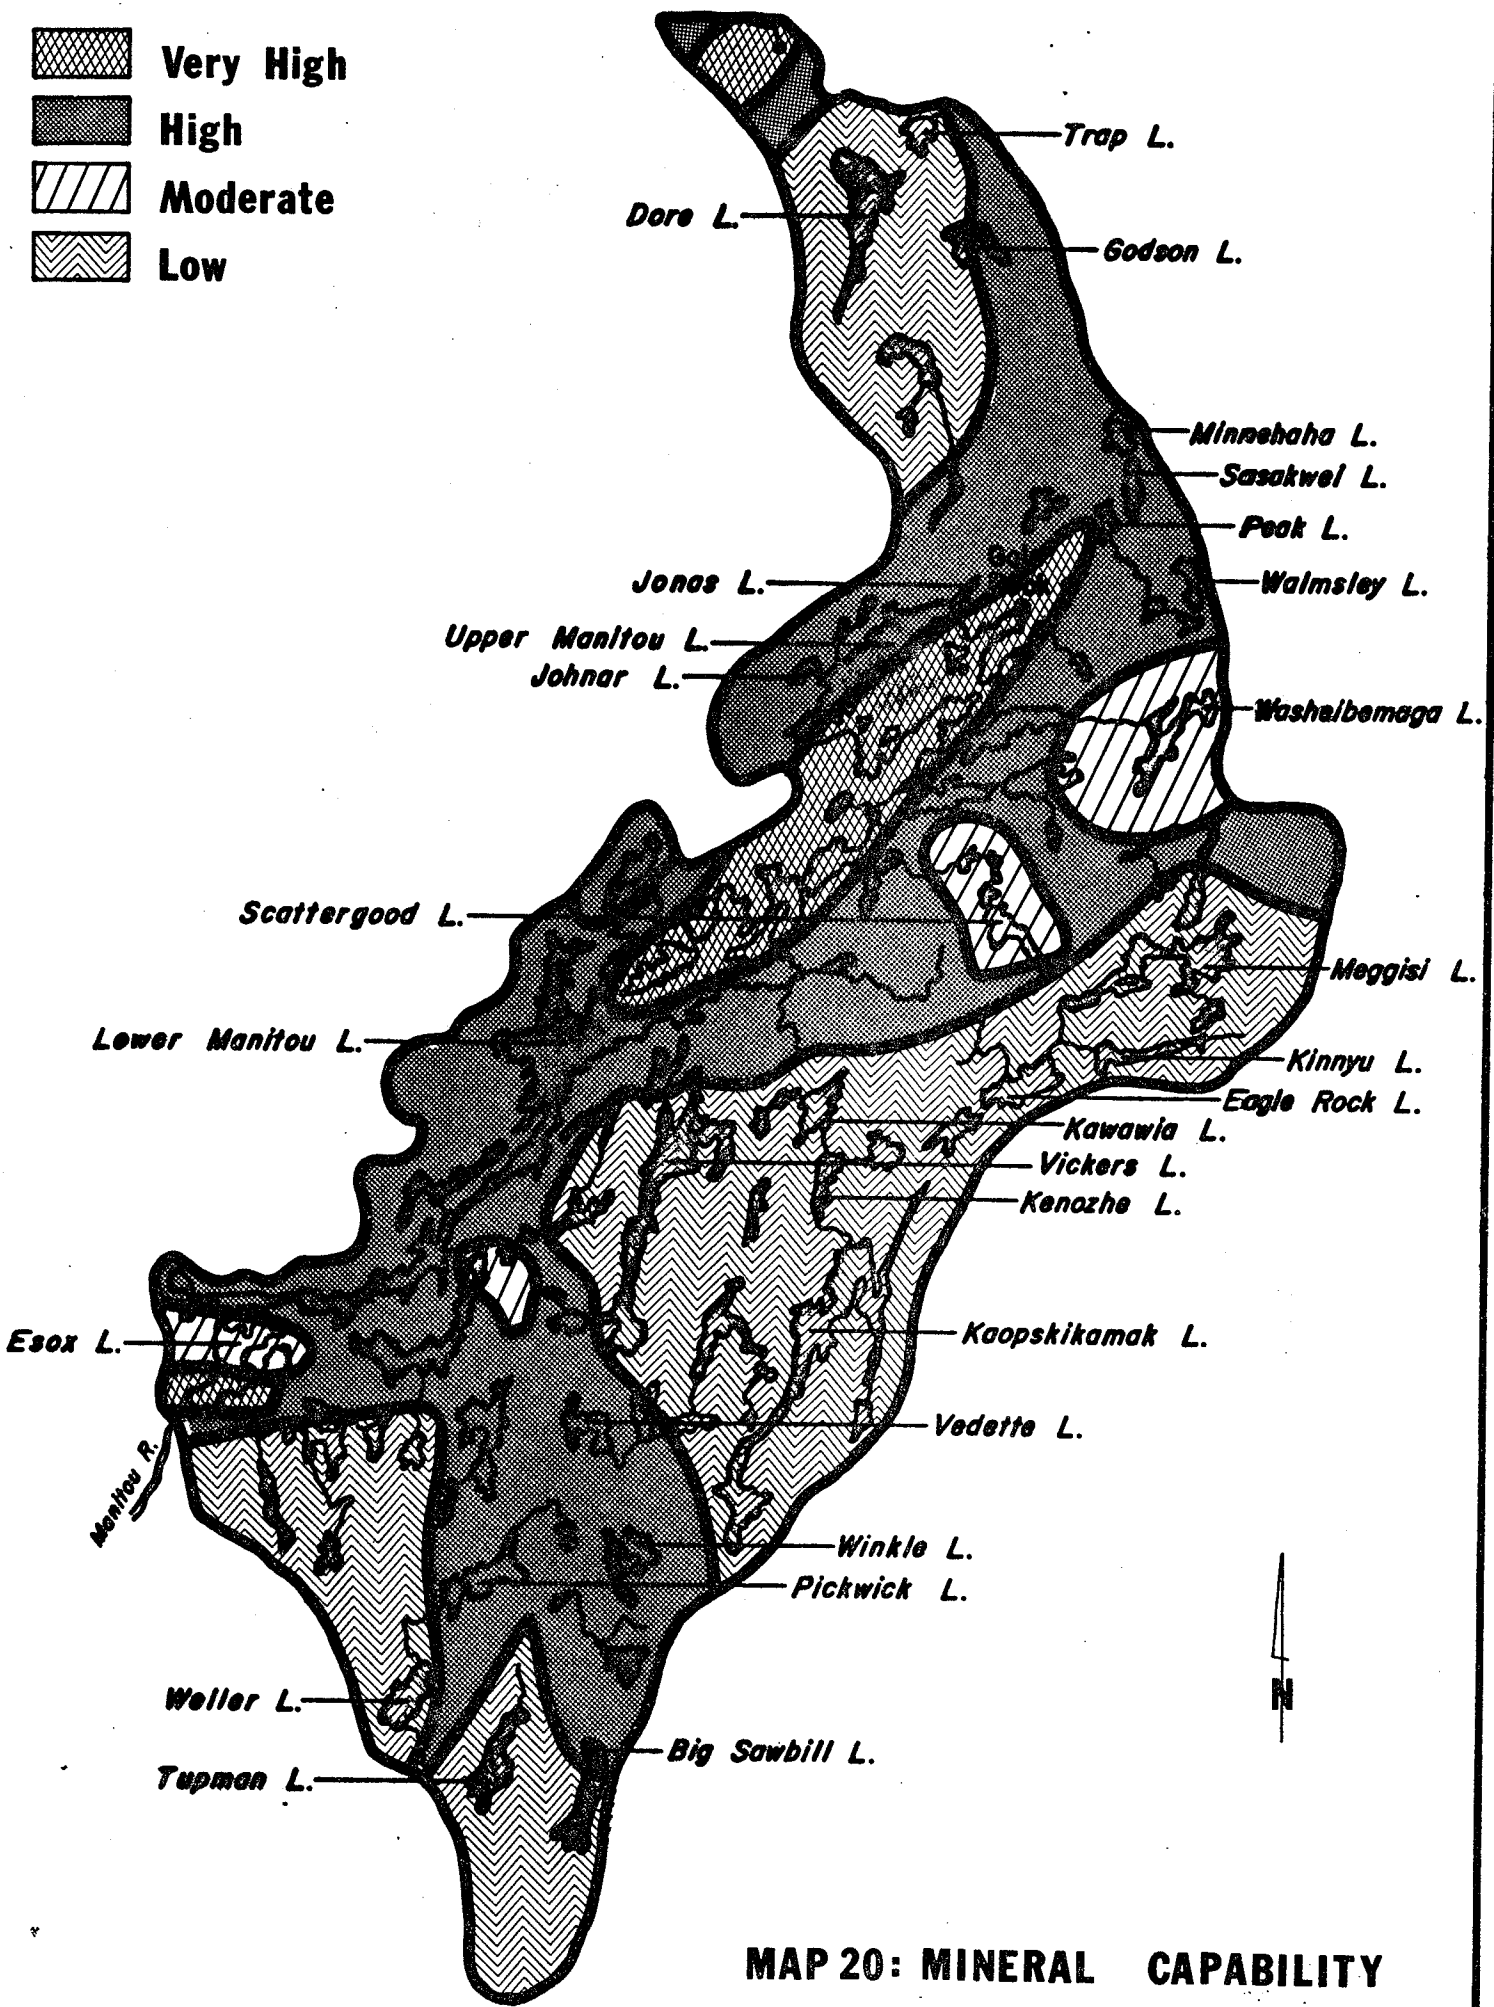 Very High
High
Moderate
Low
Trap L.
Dore L.
Godson L.
Minnehaha L.
Sasakwei L.
Peak L.
Jonas L.
Walmsley L.
Upper Manitou L.
Johnar L.
Washeibemaga L.
Scattergood L.
Meggisi L.
Lower Manitou L.
Kinnyu L.
Eagle Rock L.
Kawawia L.
Vickers L.
Kenozhe L.
Esox L.
Kaopskikamak L.
Vedette L.
Manitou R.
Winkle L.
Pickwick L.
N
Weller L.
Big Sawbill L.
Tupman L.
MAP 20: MINERAL CAPABILITY